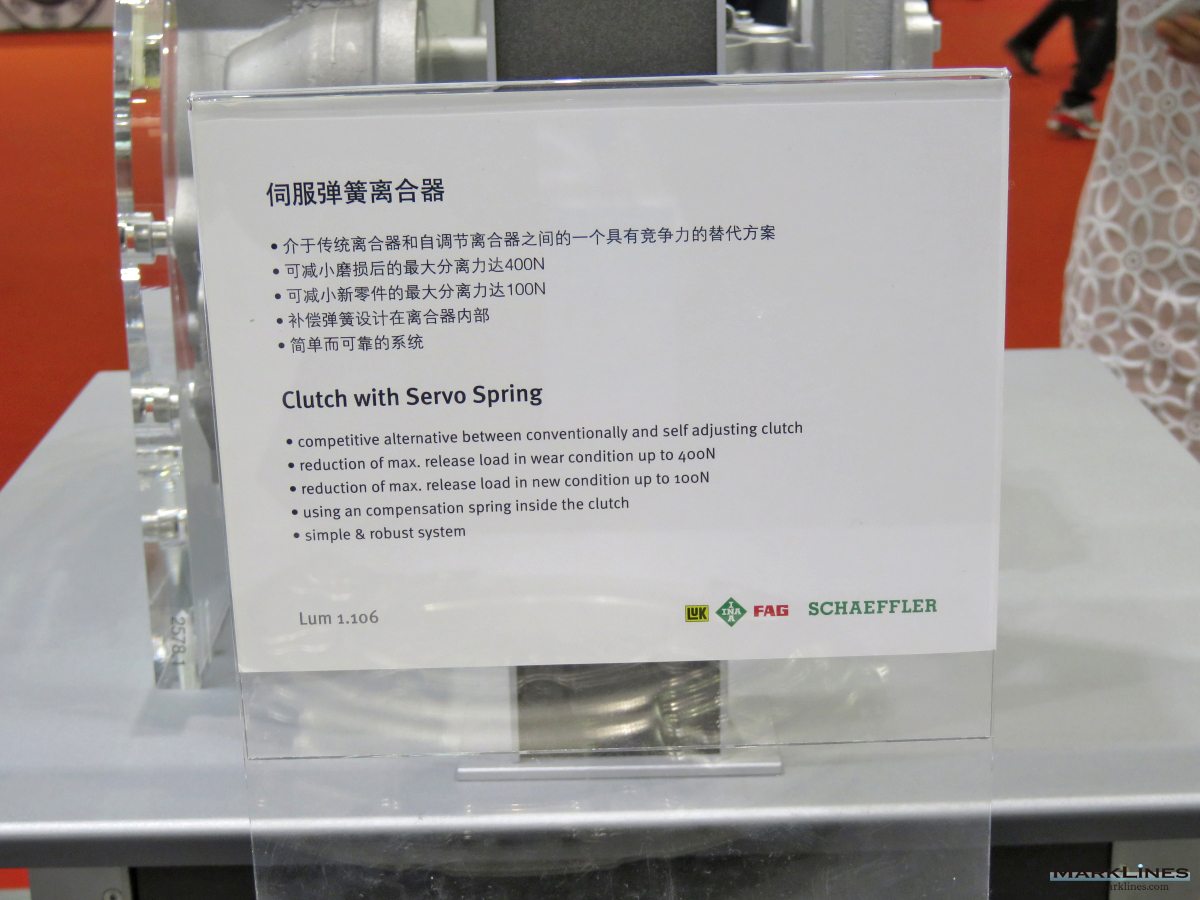 伺服弹簧离合器
• 介于传统离合器和自调节离合器之间的一个具有竞争力的替代方案
• 可减小磨损后的最大分离力达400N
• 可减小新零件的最大分离力达100N
• 补偿弹簧设计在离合器内部
• 简单而可靠的系统
Clutch with Servo Spring
• competitive alternative between conventionally and self adjusting clutch
• reduction of max. release load in wear condition up to 400N
• reduction of max. release load in new condition up to 100N
• using an compensation spring inside the clutch
• simple & robust system
Lum 1.106
LUK INA FAG SCHAEFFLER
2578.1
MARKLINES